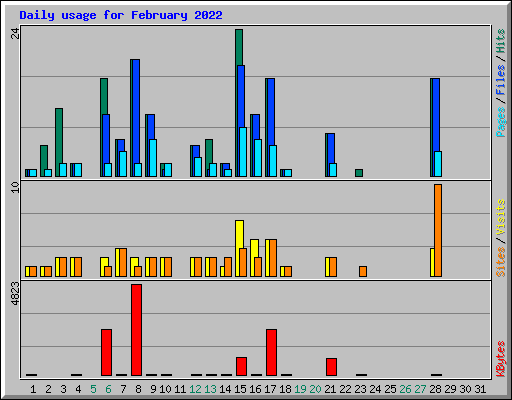 Daily usage for February 2022
24
10
4823
Pages/Files/Hits
Sites/Visits
KBytes
1 2 3 4 5 6 7 8 9 10 11 12 13 14 15 16 17 18 19 20 21 22 23 24 25 26 27 28 29 30 31